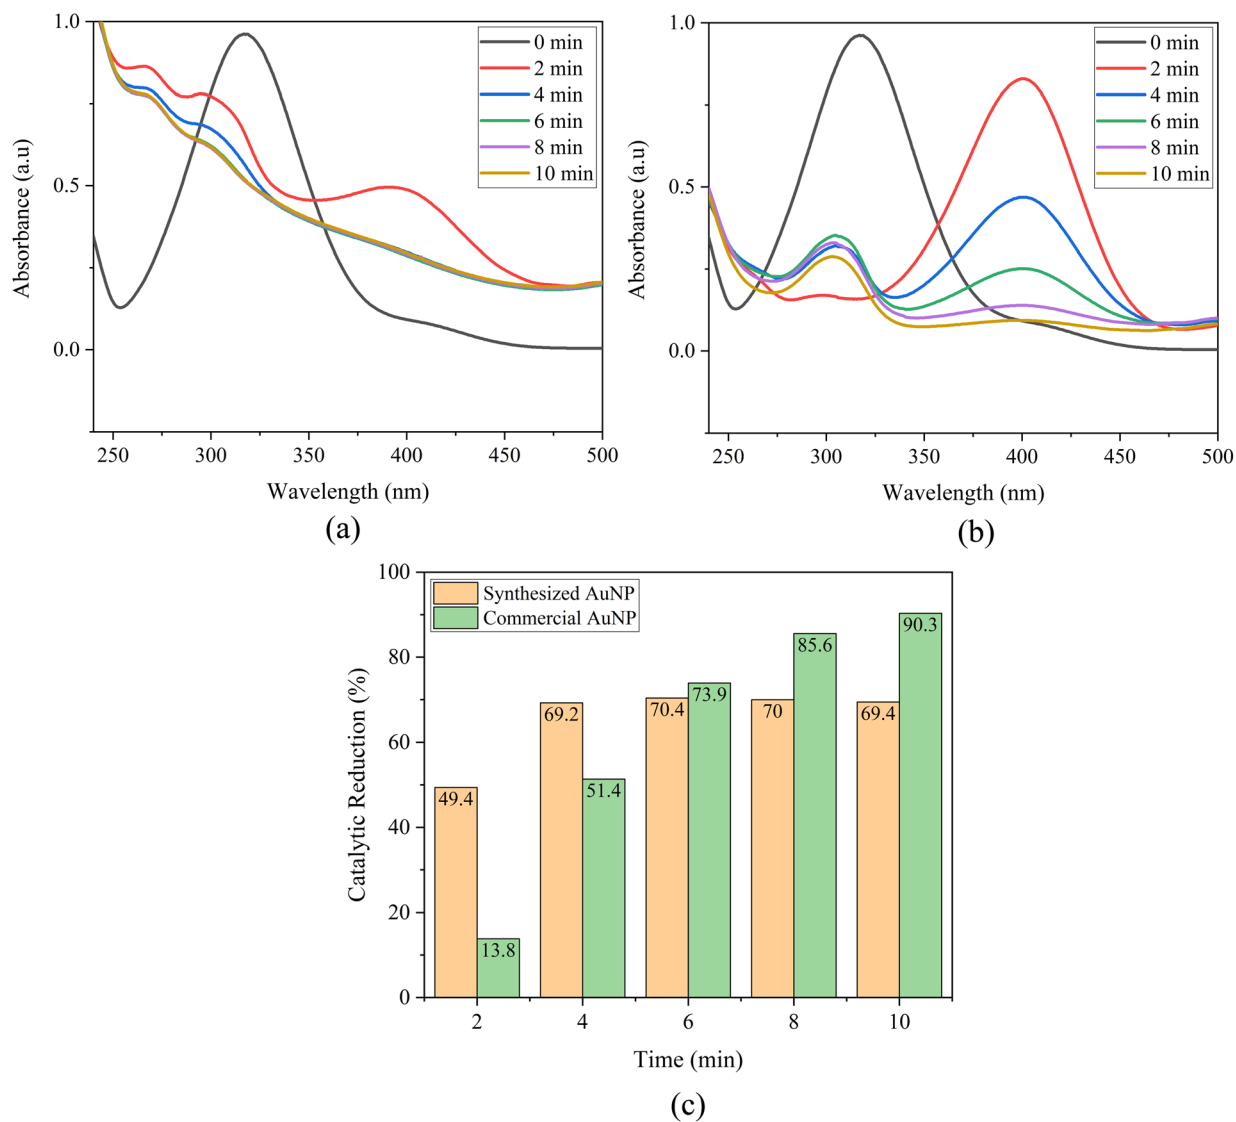 1.0
0.5
0.0
Absorbance (a.u)
0 min
2 min
4 min
6 min
8 min
10 min
250 300 350 400 450 500
Wavelength (nm)
(a)
1.0
0.5
0.0
Absorbance (a.u)
0 min
2 min
4 min
6 min
8 min
10 min
250 300 350 400 450 500
Wavelength (nm)
(b)
100
80
60
40
20
0
Catalytic Reduction (%)
Synthesized AuNP
Commercial AuNP
49.4
13.8
69.2
51.4
70.4
73.9
70
85.6
69.4
90.3
2 4 6 8 10
Time (min)
(c)